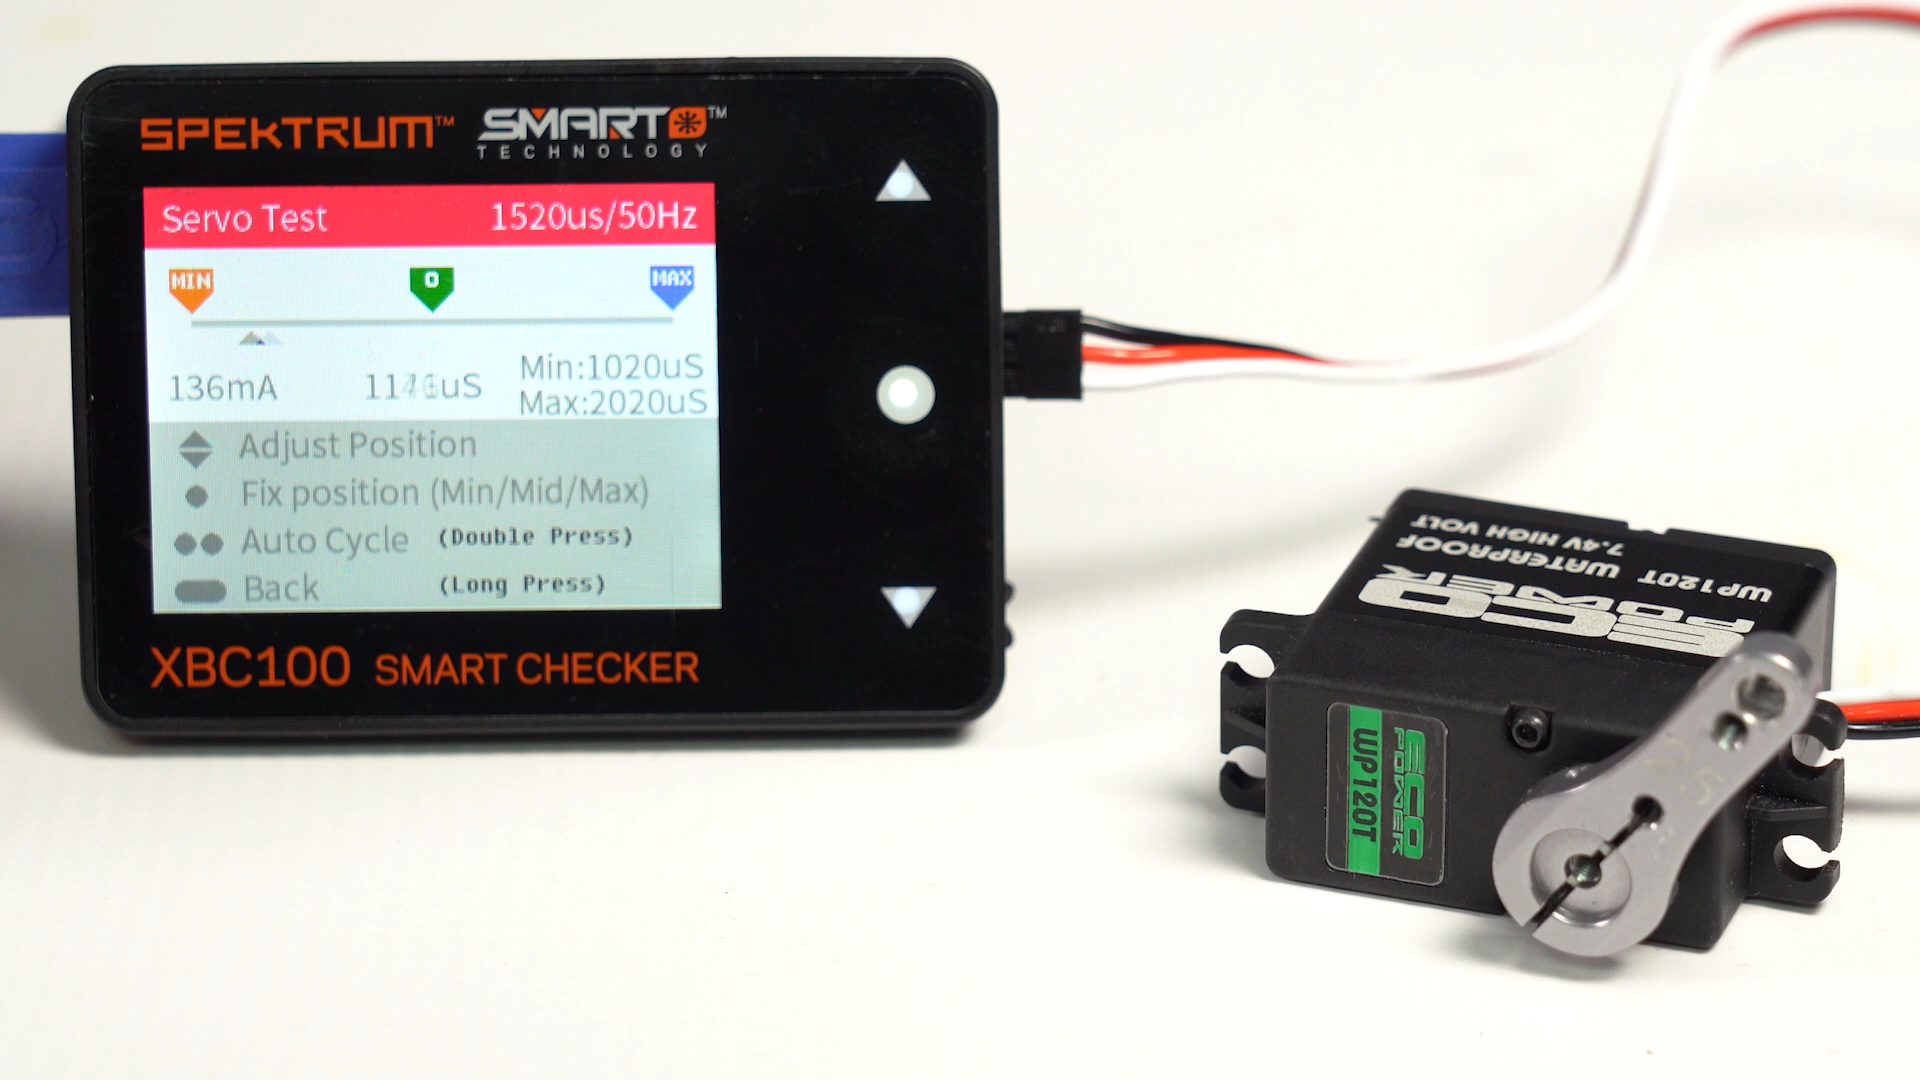 SPEKTRUM™ SMART™
TECHNOLOGY
Servo Test 1520us/50Hz
MIN 0 MAX
136mA
Min:1020uS
Max:2020uS
Adjust Position
Fix position (Min/Mid/Max)
Auto Cycle (Double Press)
Back (Long Press)
XBC100 SMART CHECKER
ECO
POWER
WP120T WATERPROOF
7.4V HIGH VOLT
ECO
POWER
WP120T
25